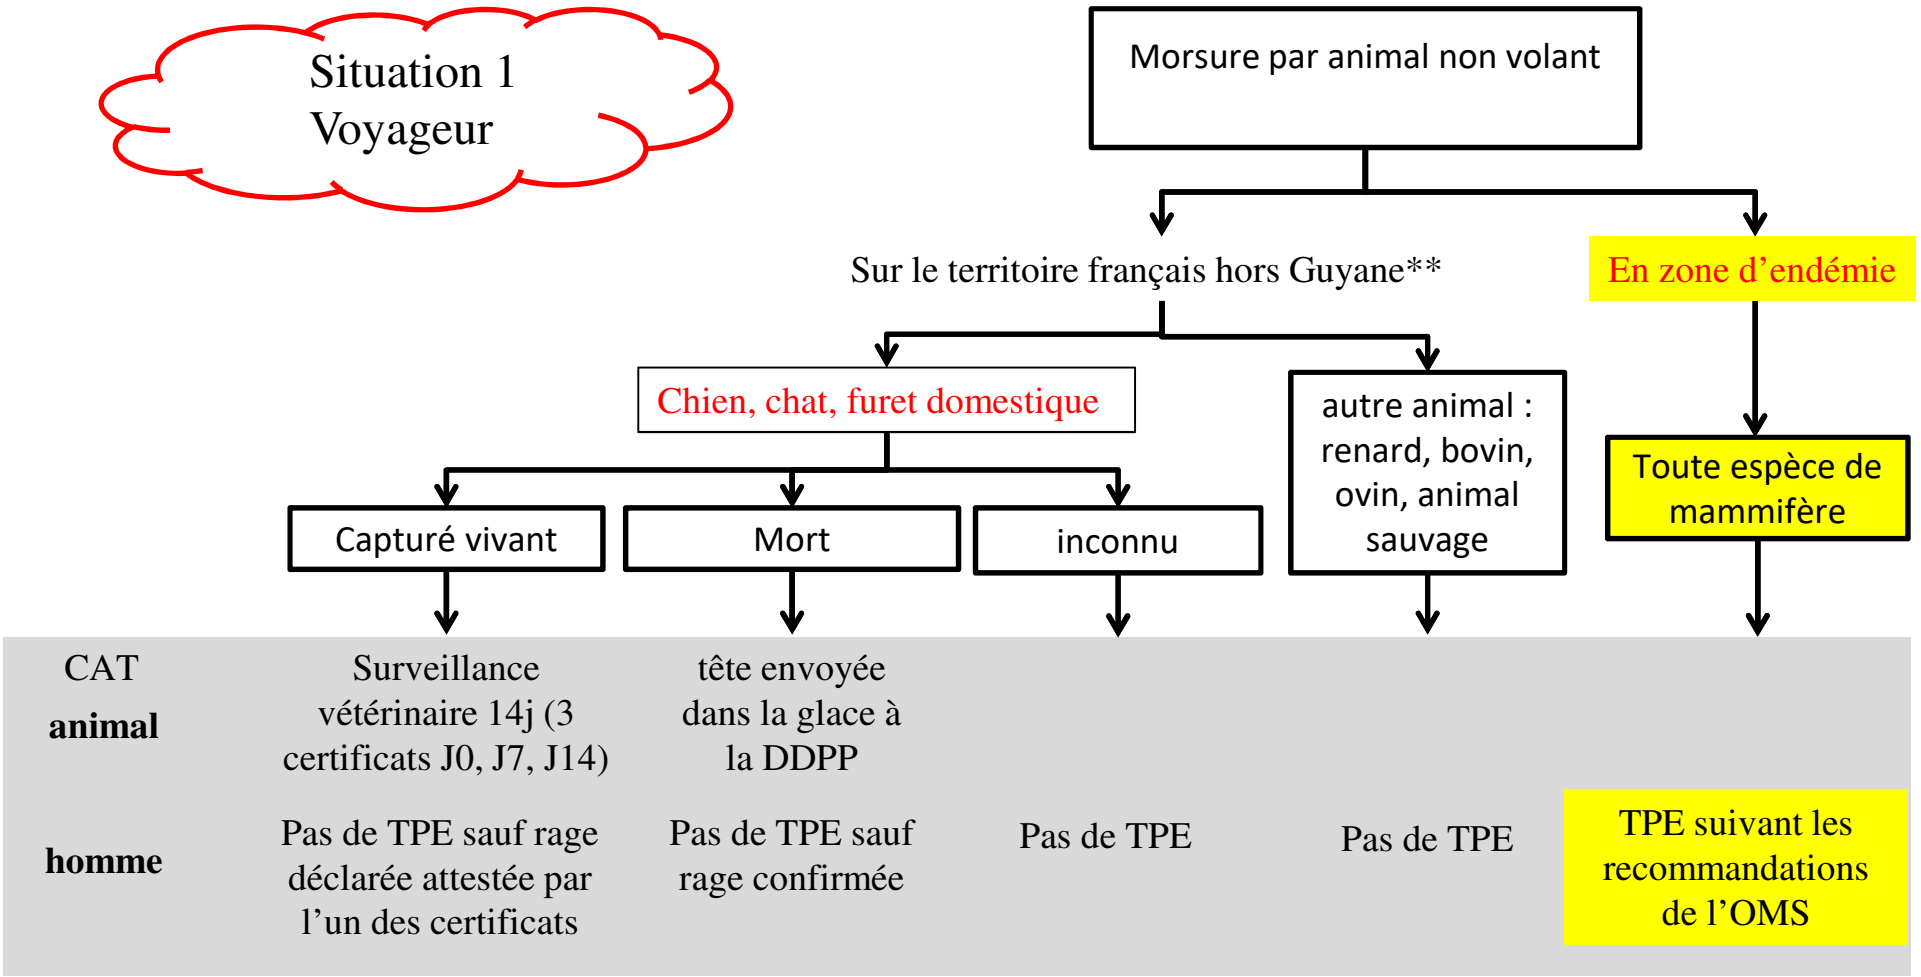 Situation 1
Voyageur
Morsure par animal non volant
Sur le territoire français hors Guyane**
En zone d’endémie
Chien, chat, furet domestique
autre animal :
renard, bovin,
ovin, animal
sauvage
Toute espèce de
mammifère
Capturé vivant
Mort
inconnu
CAT
animal
Surveillance
vétérinaire 14j (3
certificats J0, J7, J14)
tête envoyée
dans la glace à
la DDPP
homme
Pas de TPE sauf rage
déclarée attestée par
l’un des certificats
Pas de TPE sauf
rage confirmée
Pas de TPE
Pas de TPE
TPE suivant les
recommandations
de l’OMS